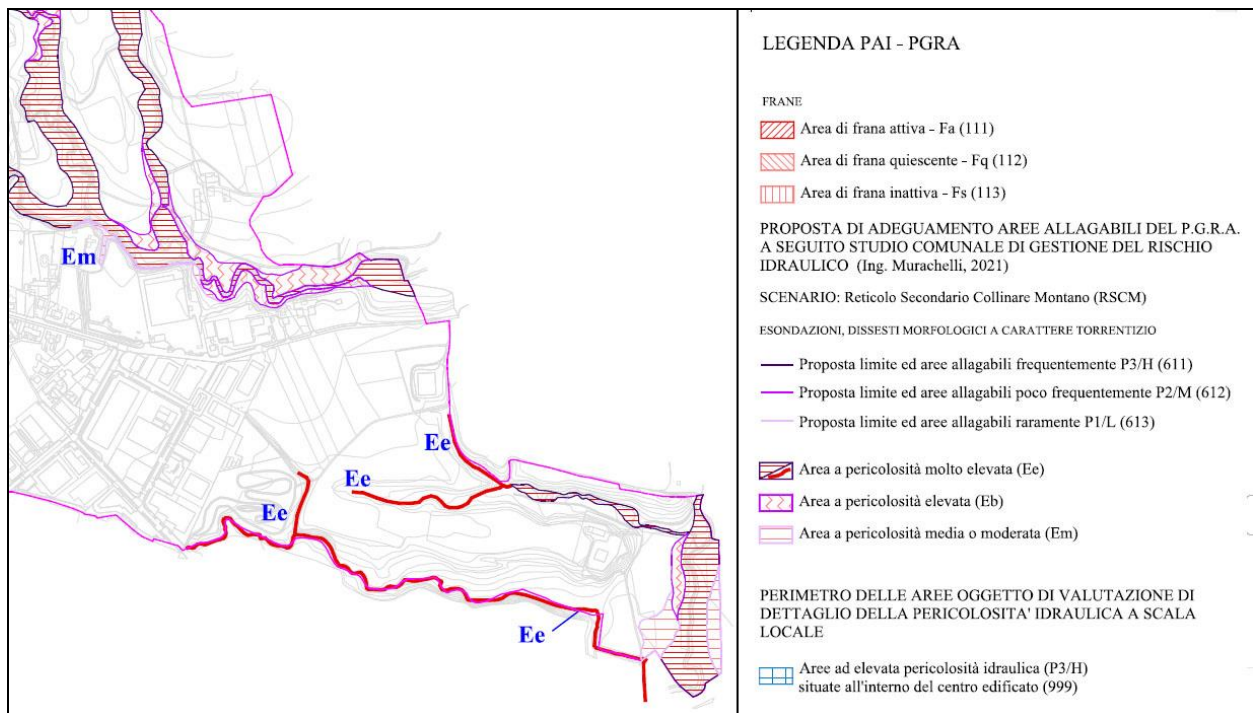 Em
Ee
Ee
Ee
Ee
LEGENDA PAI - PGRA
FRANE
Area di frana attiva - Fa (111)
Area di frana quiescente - Fq (112)
Area di frana inattiva - Fs (113)
PROPOSTA DI ADEGUAMENTO AREE ALLAGABILI DEL P.G.R.A.
A SEGUITO STUDIO COMUNALE DI GESTIONE DEL RISCHIO
IDRAULICO (Ing. Murachelli, 2021)
SCENARIO: Reticolo Secondario Collinare Montano (RSCM)
ESONDAZIONI, DISSESTI MORFOLOGICI A CARATTERE TORRENTIZIO
Proposta limite ed aree allagabili frequentemente P3/H (611)
Proposta limite ed aree allagabili poco frequentemente P2/M (612)
Proposta limite ed aree allagabili raramente P1/L (613)
Area a pericolosità molto elevata (Ee)
Area a pericolosità elevata (Eb)
Area a pericolosità media o moderata (Em)
PERIMETRO DELLE AREE OGGETTO DI VALUTAZIONE DI
DETTAGLIO DELLA PERICOLOSITA' IDRAULICA A SCALA
LOCALE
Aree ad elevata pericolosità idraulica (P3/H)
situate all'interno del centro edificato (999)